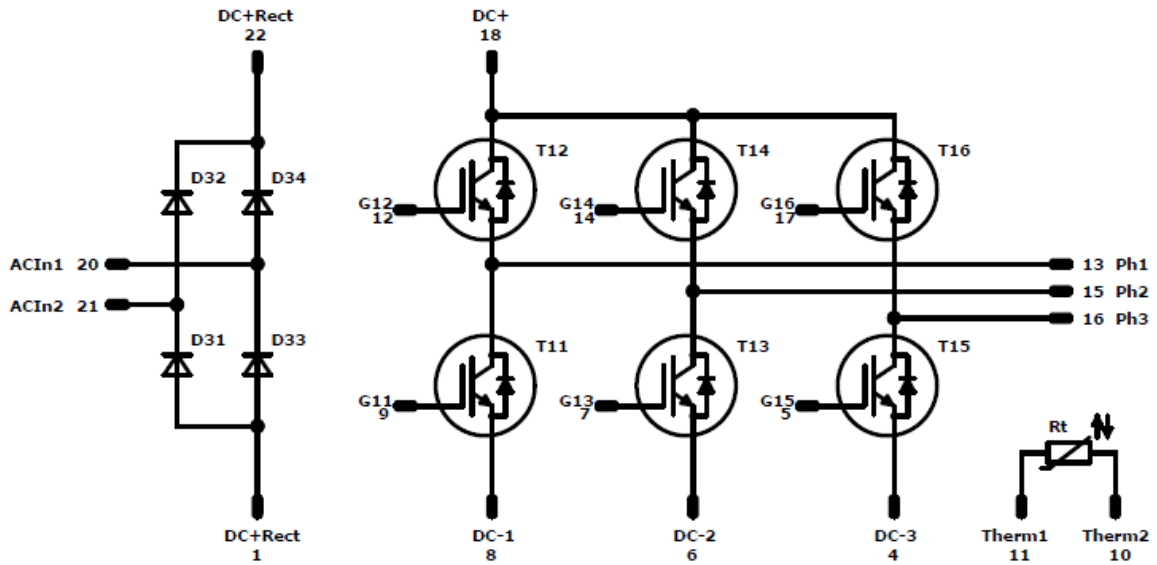 DC+Rect
22
DC+
18
D32
D34
T12
T14
T16
G12
12
G14
14
G16
17
ACIn1 20
13 Ph1
ACIn2 21
15 Ph2
16 Ph3
D31
D33
T11
T13
T15
G11
9
G13
7
G15
5
Rt
DC+Rect
1
DC-1
8
DC-2
6
DC-3
4
Therm1
11
Therm2
10